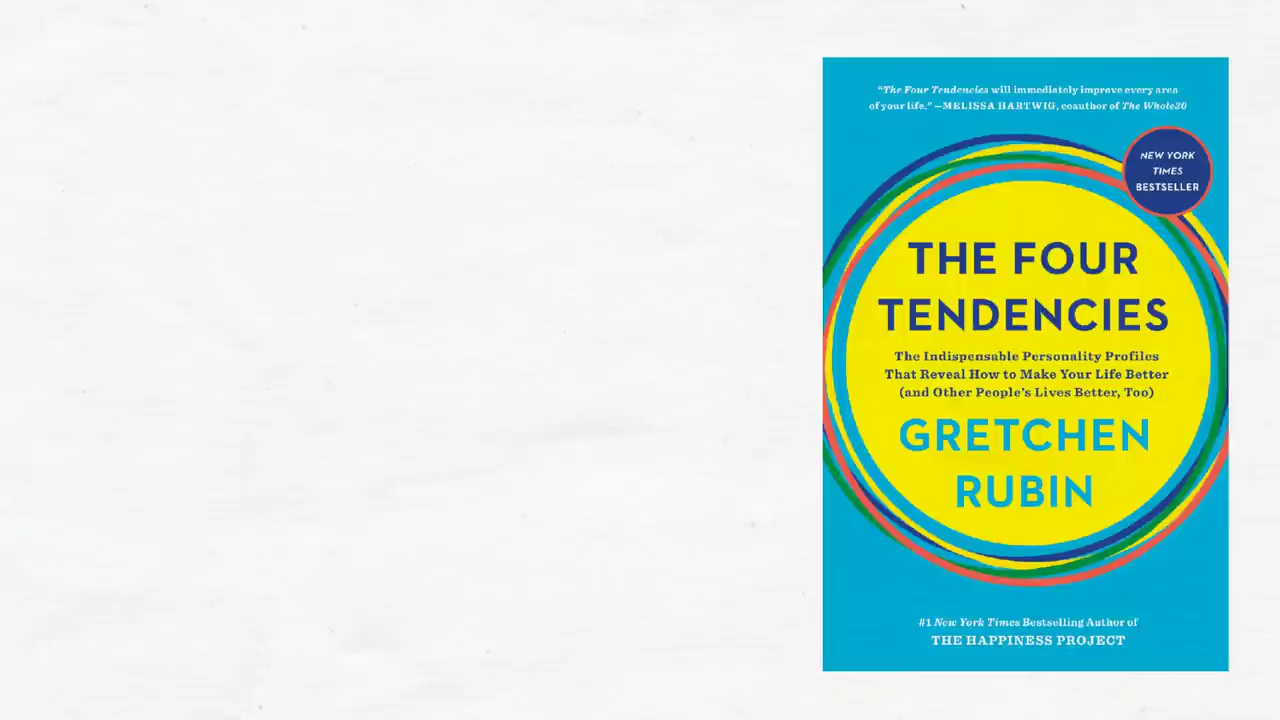 “The Four Tendencies will immediately improve every area
of your life.” —MELISSA HARTWIG, coauthor of The Whole30
NEW YORK
TIMES
BESTSELLER
THE FOUR
TENDENCIES
The Indispensable Personality Profiles
That Reveal How to Make Your Life Better
(and Other People’s Lives Better, Too)
GRETCHEN
RUBIN
#1 New York Times Bestselling Author of
THE HAPPINESS PROJECT